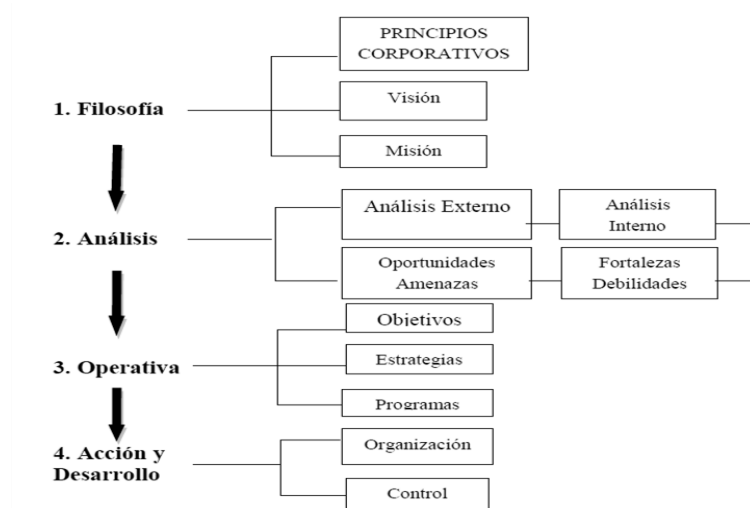 PRINCIPIOS
CORPORATIVOS
1. Filosofía
Visión
Misión
2. Análisis
Análisis Externo
Análisis
Interno
Oportunidades
Amenazas
Fortalezas
Debilidades
3. Operativa
Objetivos
Estrategias
Programas
4. Acción y
Desarrollo
Organización
Control